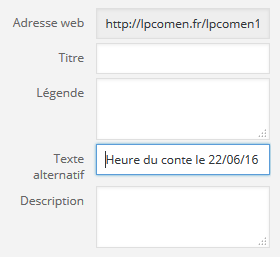 Adresse web
http://lpcomen.fr/lpcomen1
Titre
Légende
Texte
alternatif
Heure du conte le 22/06/16
Description